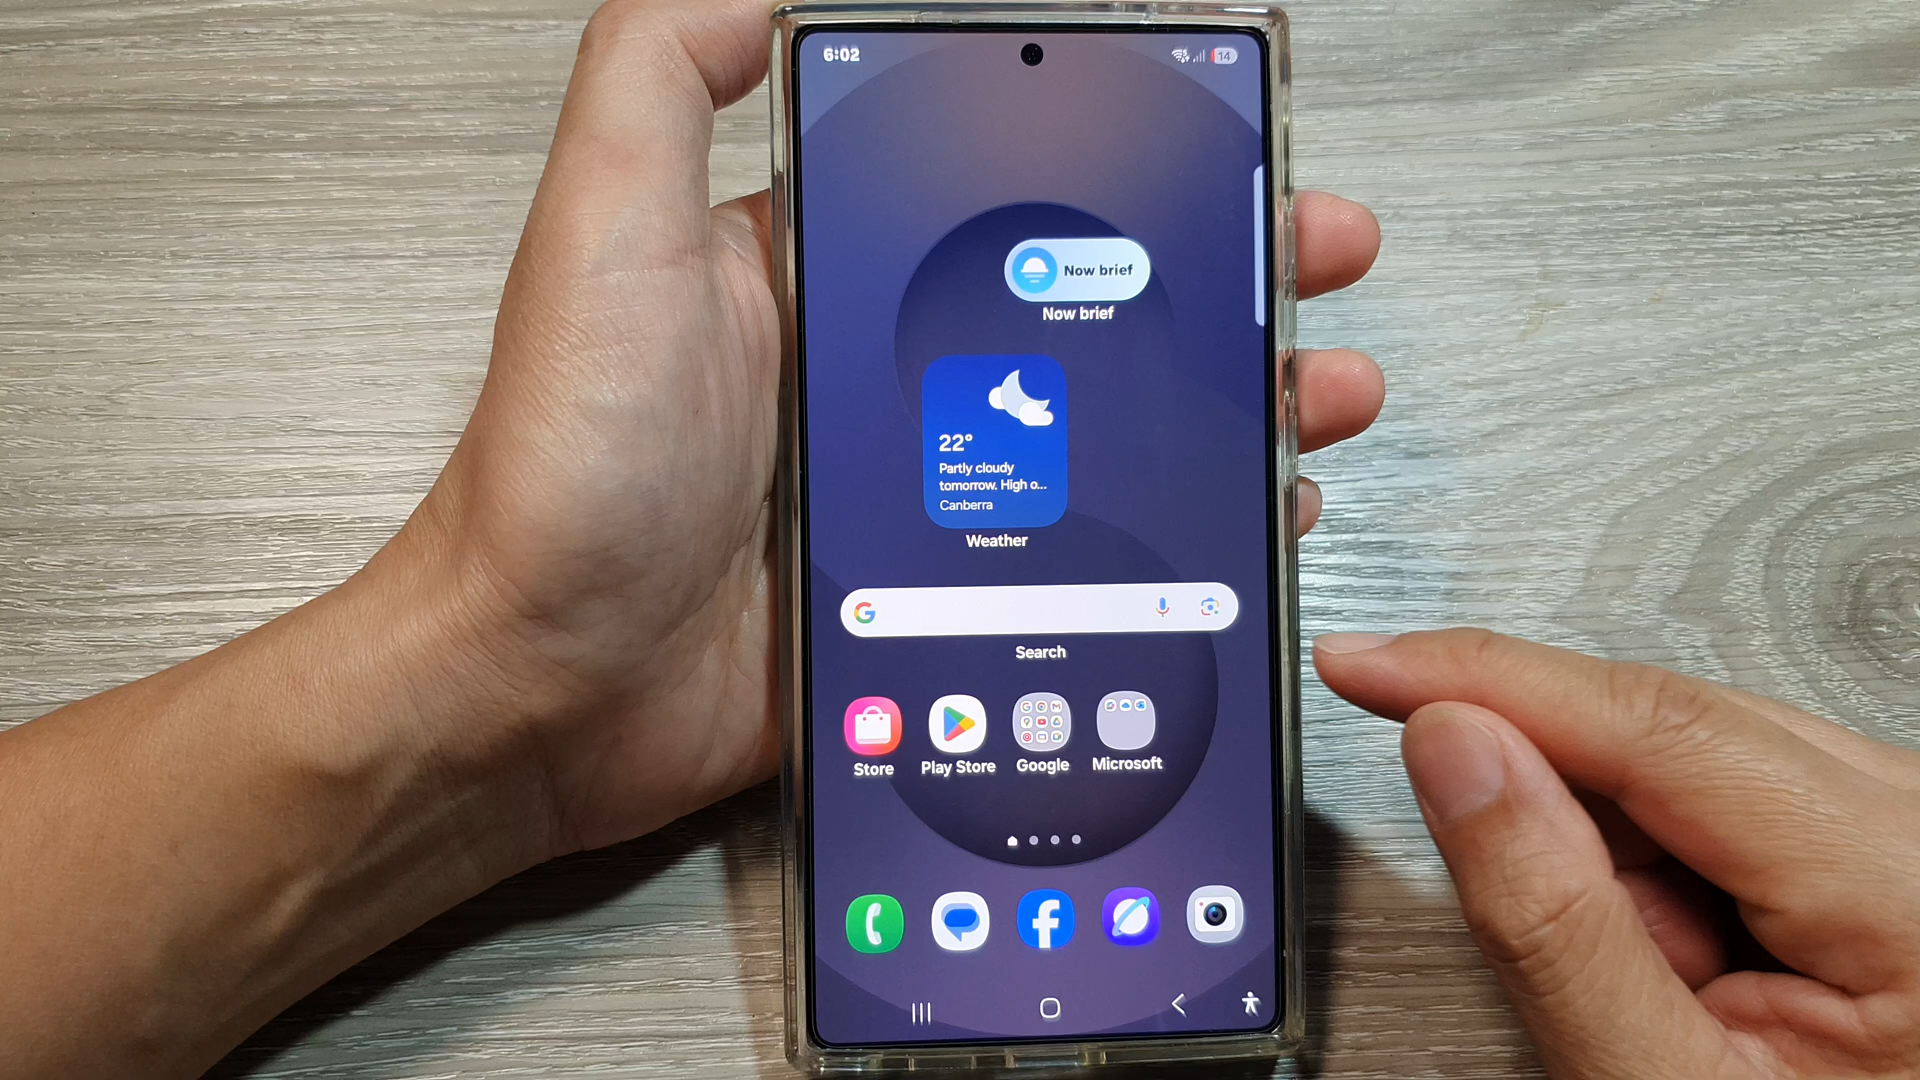 6:02
14
Now brief
Now brief
22°
Partly cloudy
tomorrow. High o...
Canberra
Weather
Search
Store
Play Store
Google
Microsoft